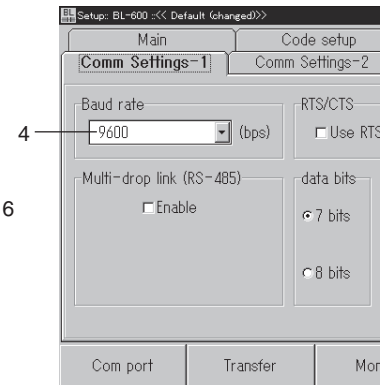 BL Setup:: BL-600 ::<< Default (changed)>>
Main Code setup
Comm Settings-1 Comm Settings-2
Baud rate RTS/CTS
4 9600 (bps) Use RTS
Multi-drop link (RS-485) data bits
6 Enable 7 bits
8 bits
Com port Transfer Mor